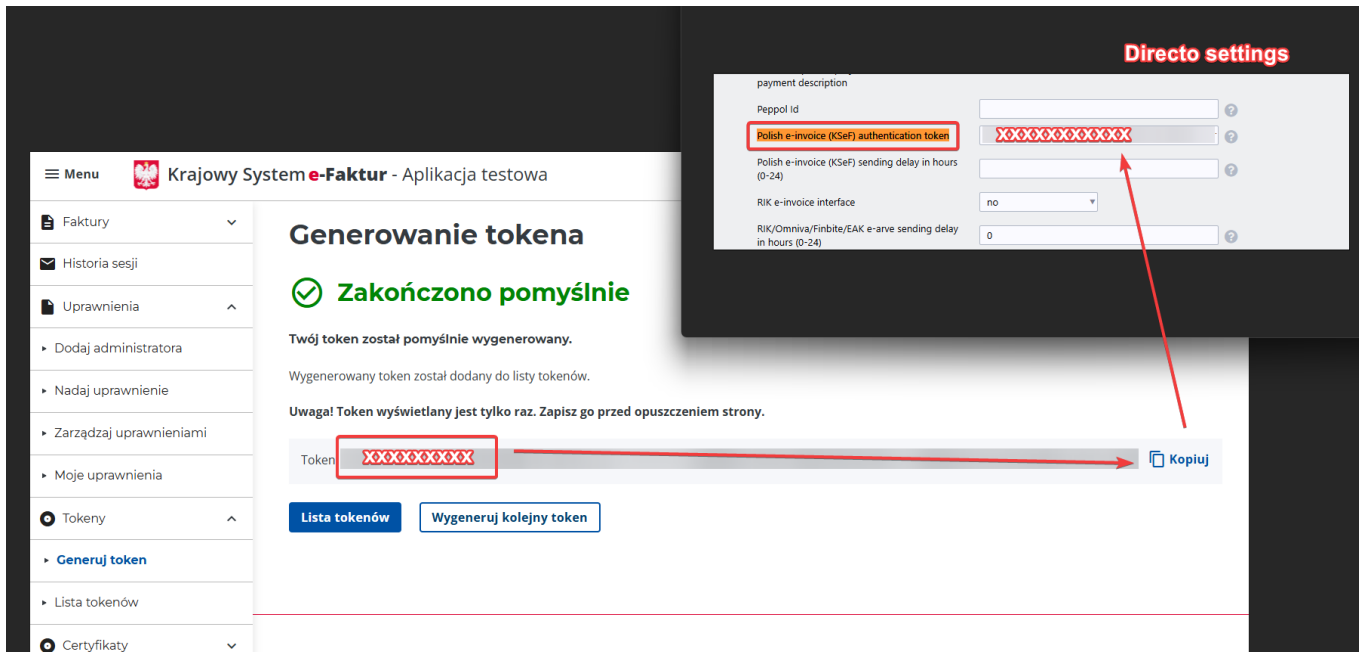 Directo settings
payment description
Peppol Id
Polish e-invoice (KSeF) authentication token
XXXXXXXXXXXX
Polish e-invoice (KSeF) sending delay in hours
(0-24)
RIK e-invoice interface
no
RIK/Omniva/Finbite/EAK e-arve sending delay
in hours (0-24)
0
Menu
Krajowy System e-Faktur - Aplikacja testowa
Faktury
Historia sesji
Uprawnienia
Dodaj administratora
Nadaj uprawnienie
Zarządzaj uprawnieniami
Moje uprawnienia
Tokeny
Generuj token
Lista tokenów
Certyfikaty
Generowanie tokena
Zakończono pomyślnie
Twój token został pomyślnie wygenerowany.
Wygenerowany token został dodany do listy tokenów.
Uwaga! Token wyświetlany jest tylko raz. Zapisz go przed opuszczeniem strony.
Token
XXXXXXXXXX
Kopiuj
Lista tokenów
Wygeneruj kolejny token